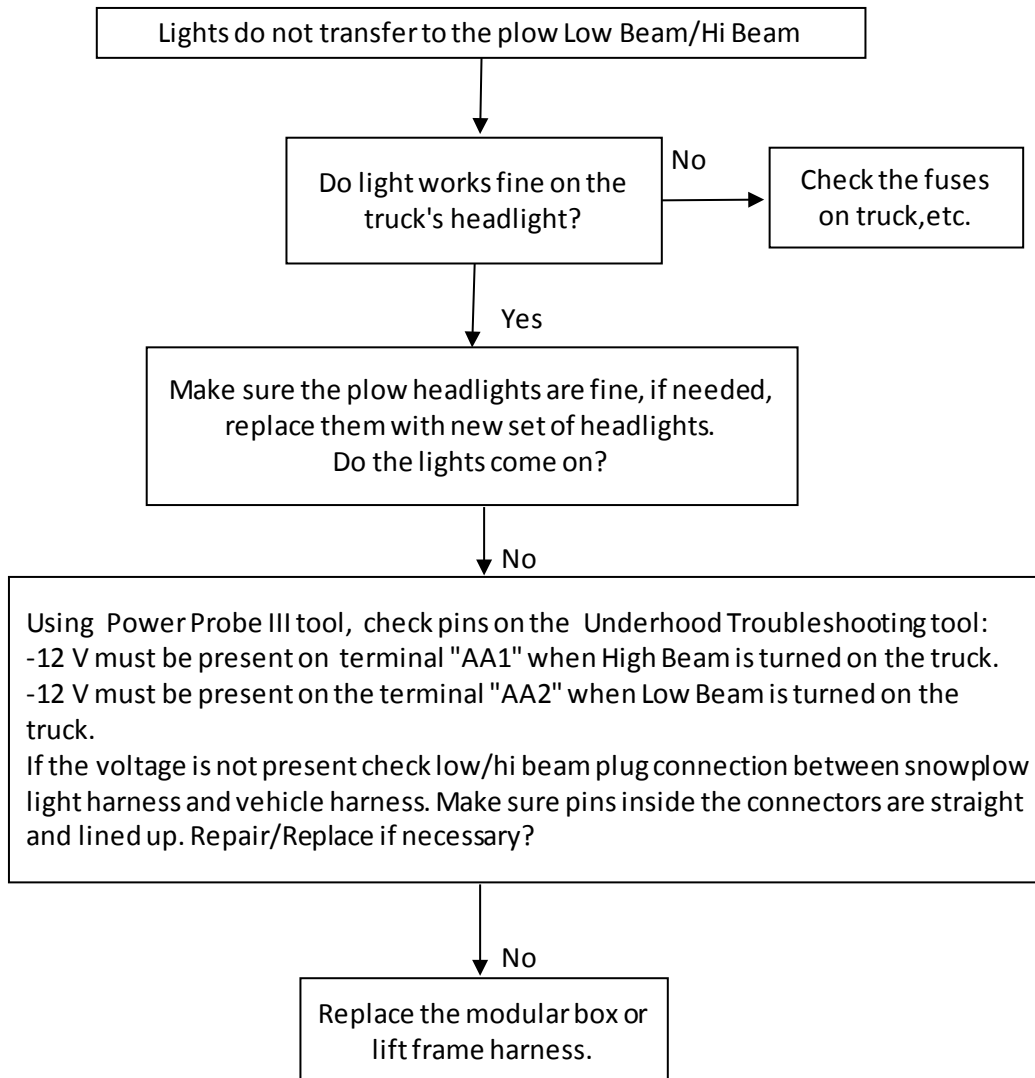 Lights do not transfer to the plow Low Beam/Hi Beam
Do light works fine on the
truck's headlight?
No
Check the fuses
on truck,etc.
Yes
Make sure the plow headlights are fine, if needed,
replace them with new set of headlights.
Do the lights come on?
No
Using Power Probe III tool, check pins on the Underhood Troubleshooting tool:
-12 V must be present on terminal "AA1" when High Beam is turned on the truck.
-12 V must be present on the terminal "AA2" when Low Beam is turned on the
truck.
If the voltage is not present check low/hi beam plug connection between snowplow
light harness and vehicle harness. Make sure pins inside the connectors are straight
and lined up. Repair/Replace if necessary?
No
Replace the modular box or
lift frame harness.